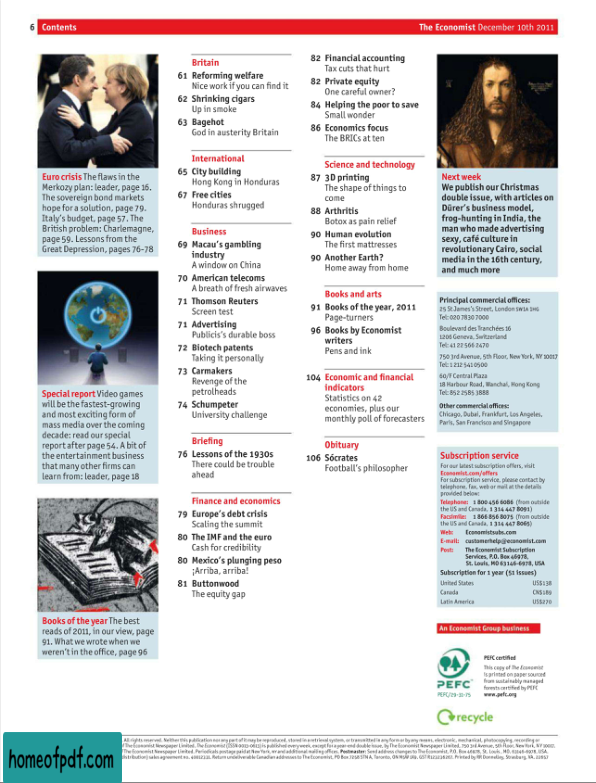 6 Contents
The Economist December 10th 2011
Euro crisis The flaws in the
Merkozy plan: leader, page 16.
The sovereign bond markets
hope for a solution, page 79.
Italy's budget, page 57. The
British problem: Charlemagne,
page 59. Lessons from the
Great Depression, pages 76-78
Special report Video games
will be the fastest-growing
and most exciting form of
mass media over the coming
decade: read our special
report after page 54. A bit of
the entertainment business
that many other firms can
learn from: leader, page 18
Books of the year The best
reads of 2011, in our view, page
91. What we wrote when we
weren't in the office, page 96
Britain
61 Reforming welfare
Nice work if you can find it
62 Shrinking cigars
Up in smoke
63 Bagehot
God in austerity Britain
International
65 City building
Hong Kong in Honduras
67 Free cities
Honduras shrugged
Business
69 Macau's gambling
industry
A window on China
70 American telecoms
A breath of fresh airwaves
71 Thomson Reuters
Screen test
71 Advertising
Publicis's durable boss
72 Biotech patents
Taking it personally
73 Carmakers
Revenge of the
petrolheads
74 Schumpeter
University challenge
Briefing
76 Lessons of the 1930s
There could be trouble
ahead
Finance and economics
79 Europe's debt crisis
Scaling the summit
80 The IMF and the euro
Cash for credibility
80 Mexico's plunging peso
¡Arriba, arriba!
81 Buttonwood
The equity gap
82 Financial accounting
Tax cuts that hurt
82 Private equity
One careful owner?
84 Helping the poor to save
Small wonder
86 Economics focus
The BRICs at ten
Science and technology
87 3D printing
The shape of things to
come
88 Arthritis
Botox as pain relief
90 Human evolution
The first mattresses
90 Another Earth?
Home away from home
Books and arts
91 Books of the year, 2011
Page-turners
96 Books by Economist
writers
Pens and ink
104 Economic and financial
indicators
Statistics on 42
economies, plus our
monthly poll of forecasters
Obituary
106 Sócrates
Football's philosopher
Next week
We publish our Christmas
double issue, with articles on
Dürer's business model,
frog-hunting in India, the
man who made advertising
sexy, café culture in
revolutionary Cairo, social
media in the 16th century,
and much more
Principal commercial offices:
25 St James's Street, London SW1A 1HG
Tel: 020 7830 7000
Boulevard des Tranchées 16
1206 Geneva, Switzerland
Tel: 41 22 566 2470
750 3rd Avenue, 5th Floor, New York, NY 10017
Tel: 1 212 541 0500
60/F Central Plaza
18 Harbour Road, Wanchai, Hong Kong
Tel: 852 2585 3888
Other commercial offices:
Chicago, Dubai, Frankfurt, Los Angeles,
Paris, San Francisco and Singapore
Subscription service
For our latest subscription offers, visit
Economist.com/offers
For subscription service, please contact by
telephone, fax, web or mail at the details
provided below:
Telephone: 1 800 456 6086 (from outside
the US and Canada, 1 314 447 8091)
Facsimile: 1 866 856 8075 (from outside
the US and Canada, 1 314 447 8065)
Web: Economistsubs.com
E-mail: customerhelp@economist.com
Post: The Economist Subscription
Services, P.O. Box 46978,
St. Louis, MO 63146-6978, USA
Subscription for 1 year (51 issues)
United States US$138
Canada CN$189
Latin America US$270
An Economist Group business
PEFC
PEFC/29-31-75
PEFC certified
This copy of The Economist
is printed on paper sourced
from sustainably managed
forests certified by PEFC
www.pefc.org
recycle
homeofpdf.com